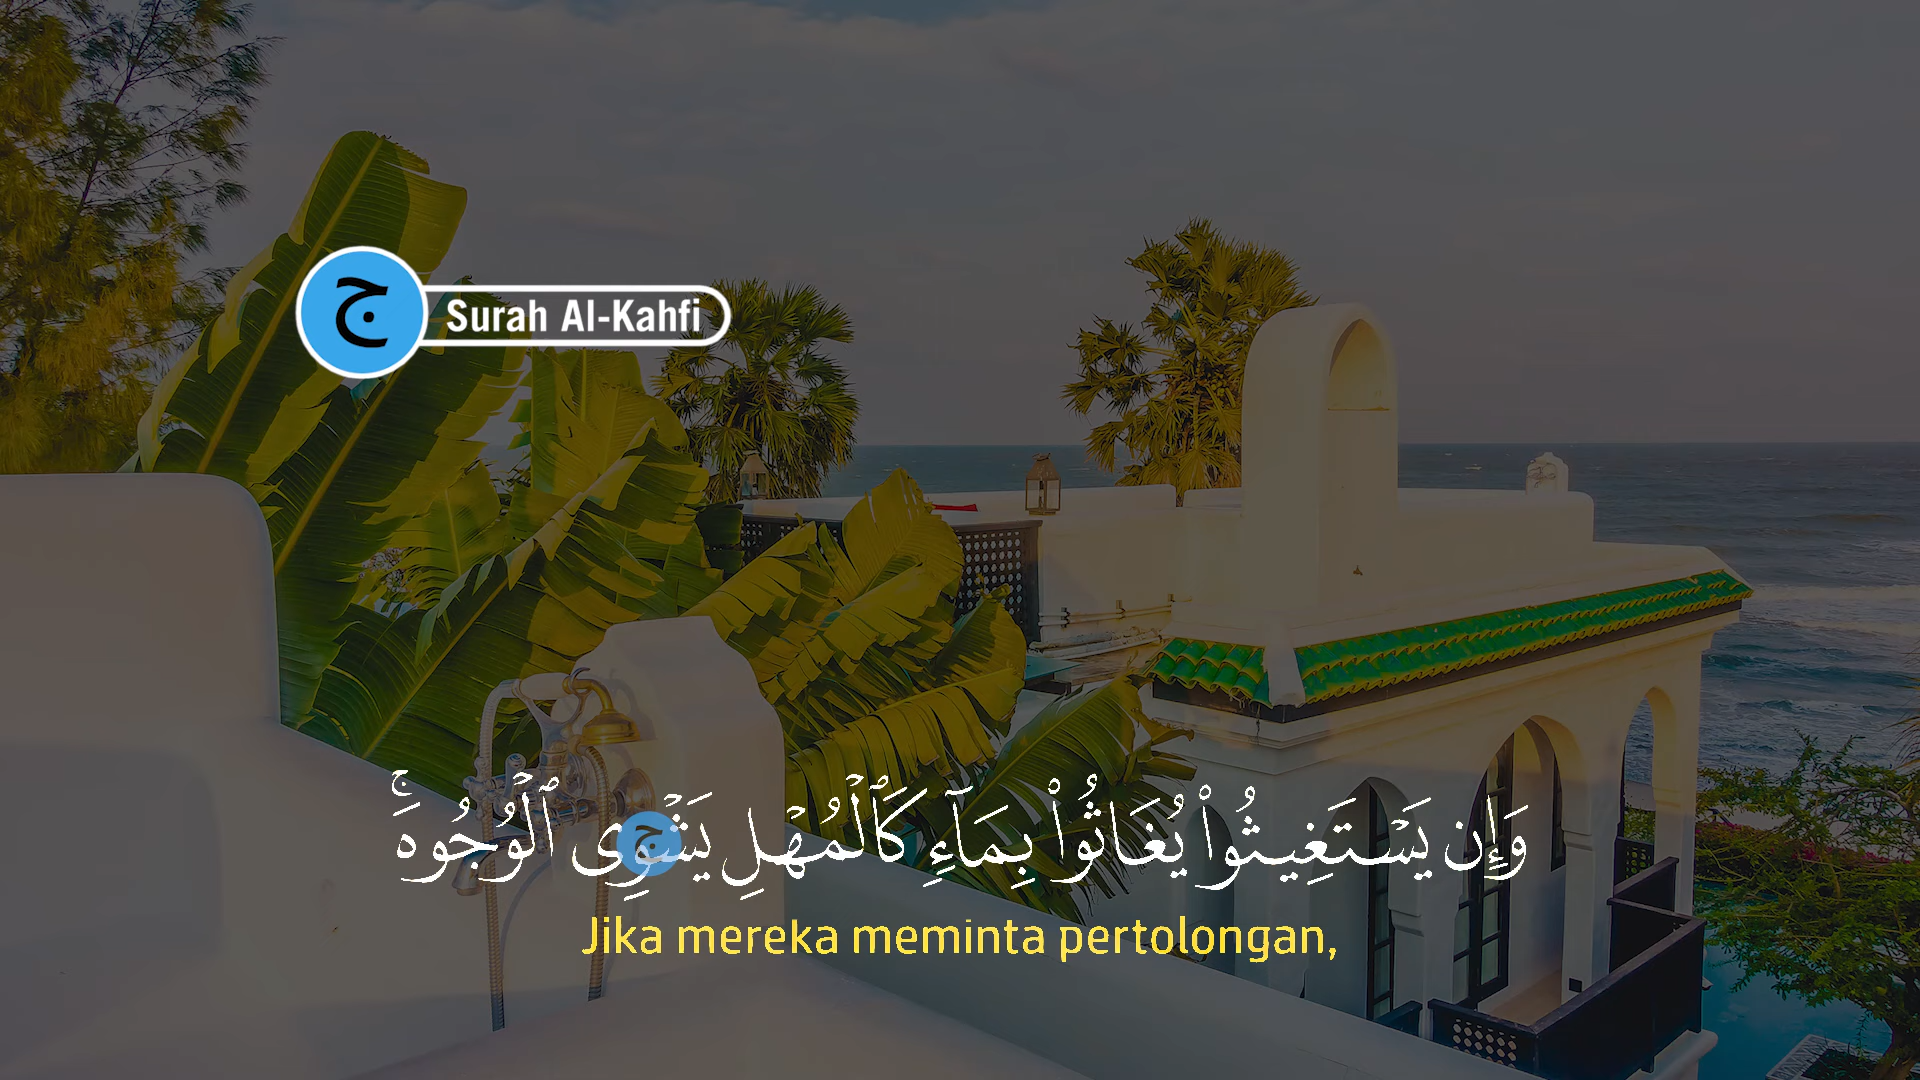 ج
Surah Al-Kahfi
وَإِن يَسْتَغِيثُوا۟ يُغَاثُوا۟ بِمَآءٍ كَٱلْمُهْلِ يَشْوِى ٱلْوُجُوهَ ۚ
ج
Jika mereka meminta pertolongan,